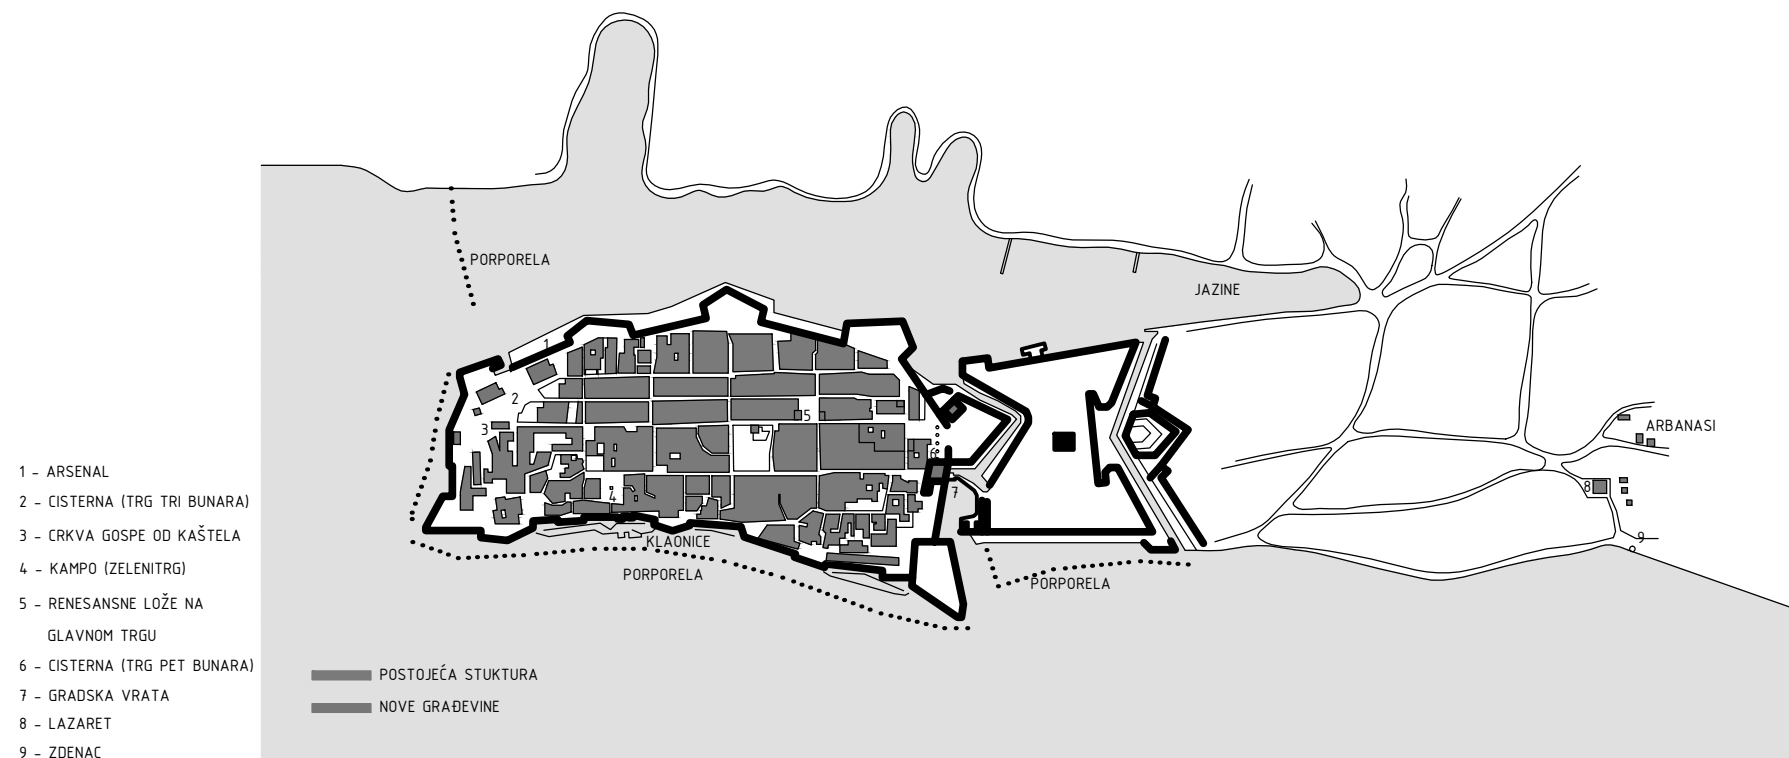 1 - ARSENAL
2 - CISTERNA (TRG TRI BUNARA)
3 - CRKVA GOSPE OD KAŠTELA
4 - KAMPO (ZELENITRG)
5 - RENESANSNE LOŽE NA
GLAVNOM TRGU
6 - CISTERNA (TRG PET BUNARA)
7 - GRADSKA VRATA
8 - LAZARET
9 - ZDENAC
PORPORELA
JAZINE
1
2
5
3
ARBANASI
6
4
7
8
KLAONICE
9
PORPORELA
PORPORELA
POSTOJEĆA STUKTURA
NOVE GRAĐEVINE